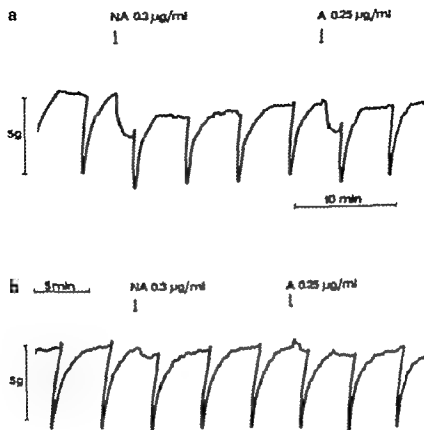 a
NA 0.3 µg/ml A 0.25 µg/ml
5g
10 min
b 5 min NA 0.3 µg/ml A 0.25 µg/ml
5g